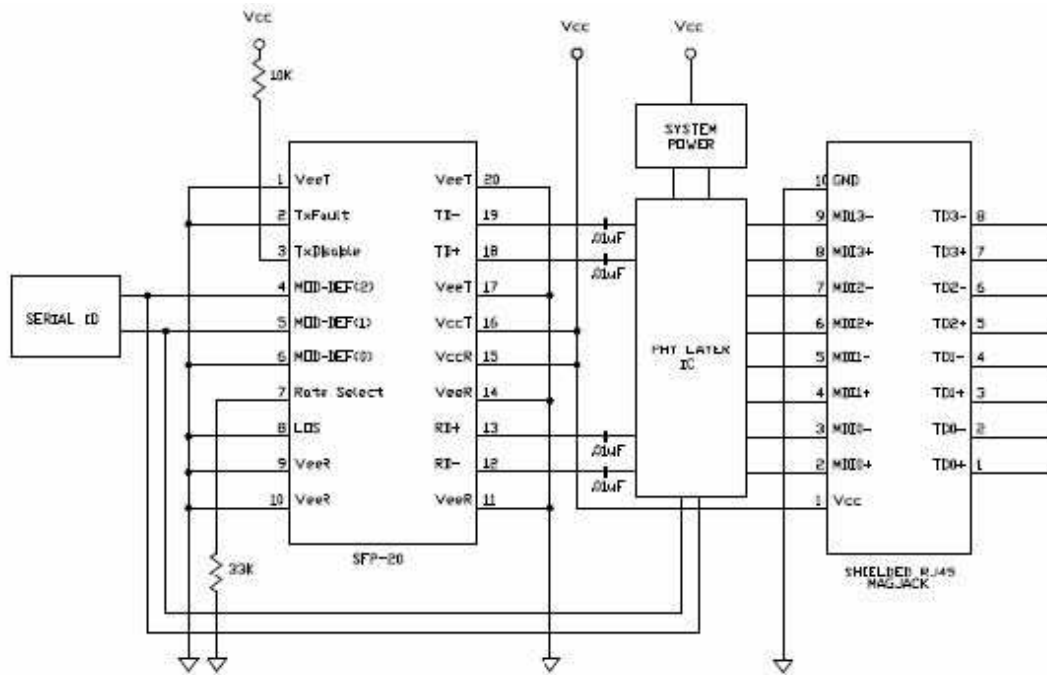 Vcc
Vcc
Vcc
10K
SYSTEM
POWER
SERIAL ID
1 VeeT VeeT 20
2 TxFault TD- 19
3 TxDisable TD+ 18
4 MOD-DEF(2) VeeT 17
5 MOD-DEF(1) VccT 16
6 MOD-DEF(0) VccR 15
7 Rate Select VeeR 14
8 LOS RD+ 13
9 VeeR RD- 12
10 VeeR VeeR 11
SFP-20
33K
.01uF
.01uF
.01uF
.01uF
PHY LAYER
IC
10 GND
9 MDI3- TD3- 8
8 MDI3+ TD3+ 7
7 MDI2- TD2- 6
6 MDI2+ TD2+ 5
5 MDI1- TD1- 4
4 MDI1+ TD1+ 3
3 MDI0- TD0- 2
2 MDI0+ TD0+ 1
1 Vcc
SHIELDED RJ45
MAGJACK